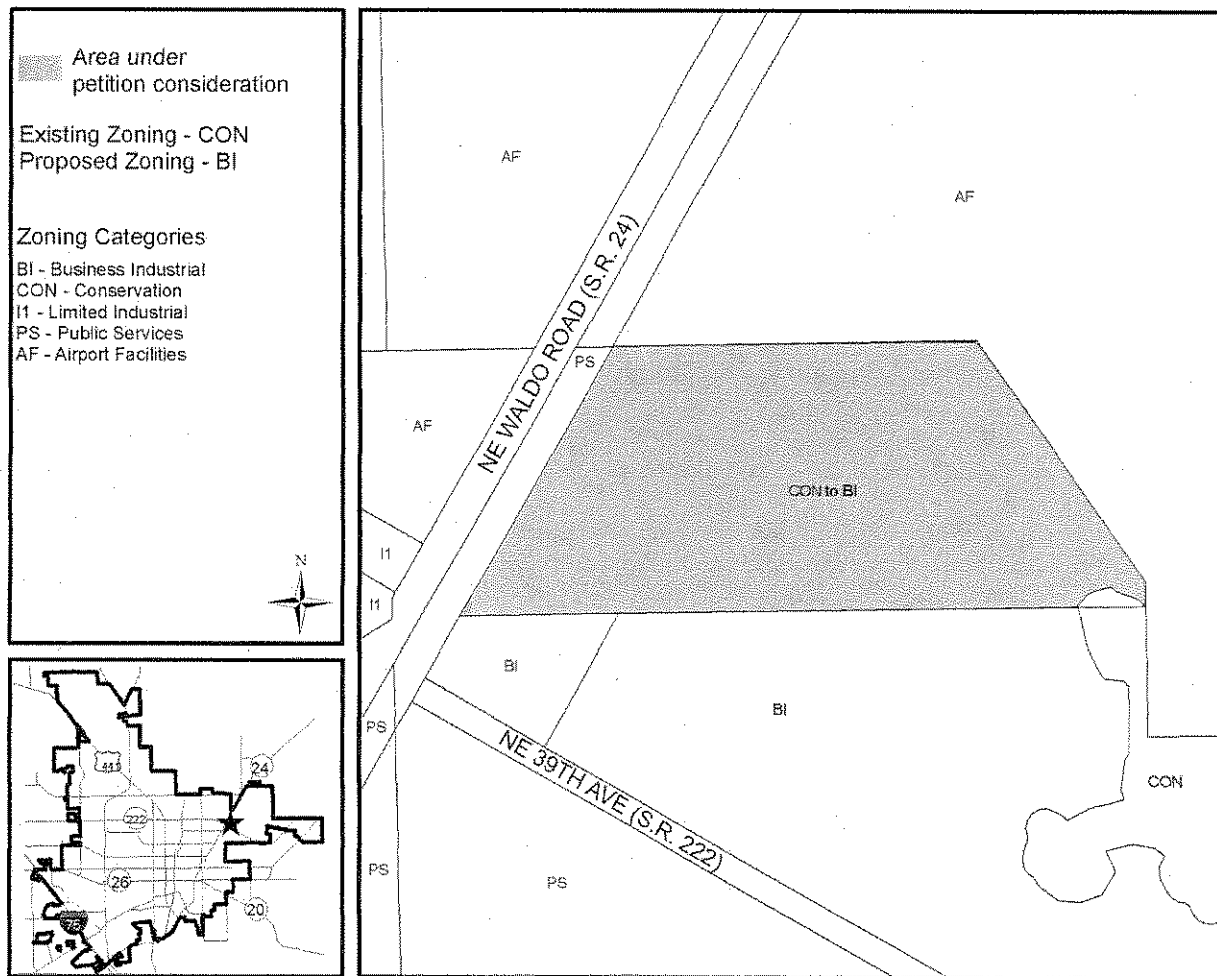 Area under
petition consideration
Existing Zoning - CON
Proposed Zoning - BI
Zoning Categories
BI - Business Industrial
CON - Conservation
I1 - Limited Industrial
PS - Public Services
AF - Airport Facilities
N
441
24
222
26
20
AF
AF
NE WALDO ROAD (S.R. 24)
PS
AF
CON to BI
I1
I1
BI
BI
PS
NE 39TH AVE (S.R. 222)
CON
PS
PS